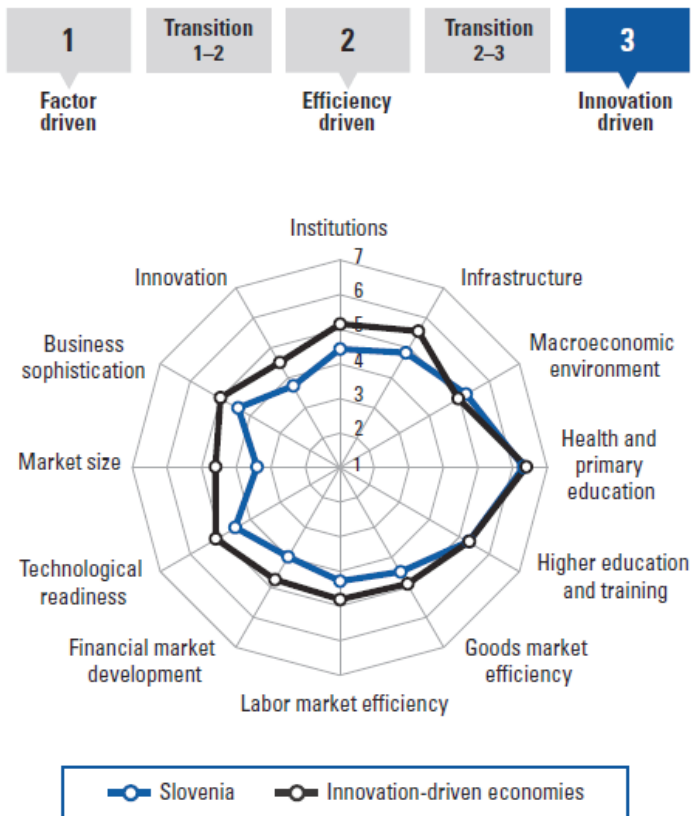 1
Transition
1–2
2
Transition
2–3
3
Factor
driven
Efficiency
driven
Innovation
driven
Institutions
7
6
5
4
3
2
1
Infrastructure
Macroeconomic
environment
Health and
primary
education
Higher education
and training
Goods market
efficiency
Labor market efficiency
Financial market
development
Technological
readiness
Market size
Business
sophistication
Innovation
Slovenia
Innovation-driven economies